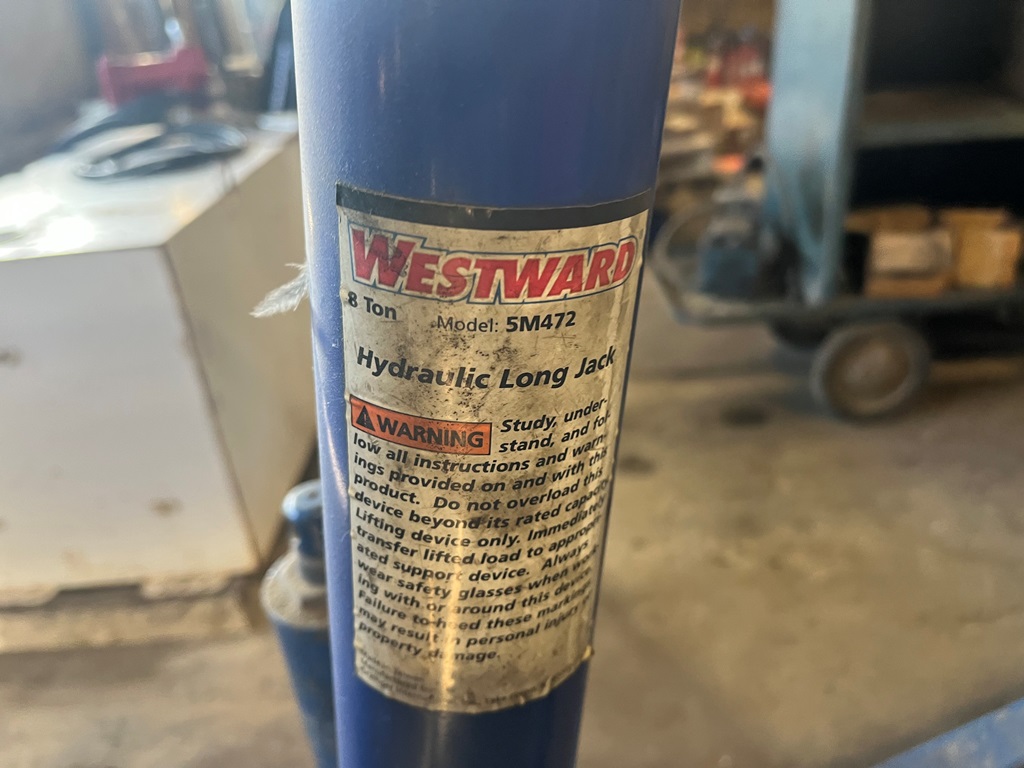 WESTWARD
8 Ton
Model: 5M472
Hydraulic Long Jack
WARNING Study, under-
stand, and fol-
low all instructions and warn-
ings provided on and with this
product. Do not overload this
device beyond its rated capacity
Lifting device only. Immediately
transfer lifted load to appropri-
ated support device. Always
wear safety glasses when work-
ing with or around this device
Failure to heed these markings
may result in personal injury
property damage.